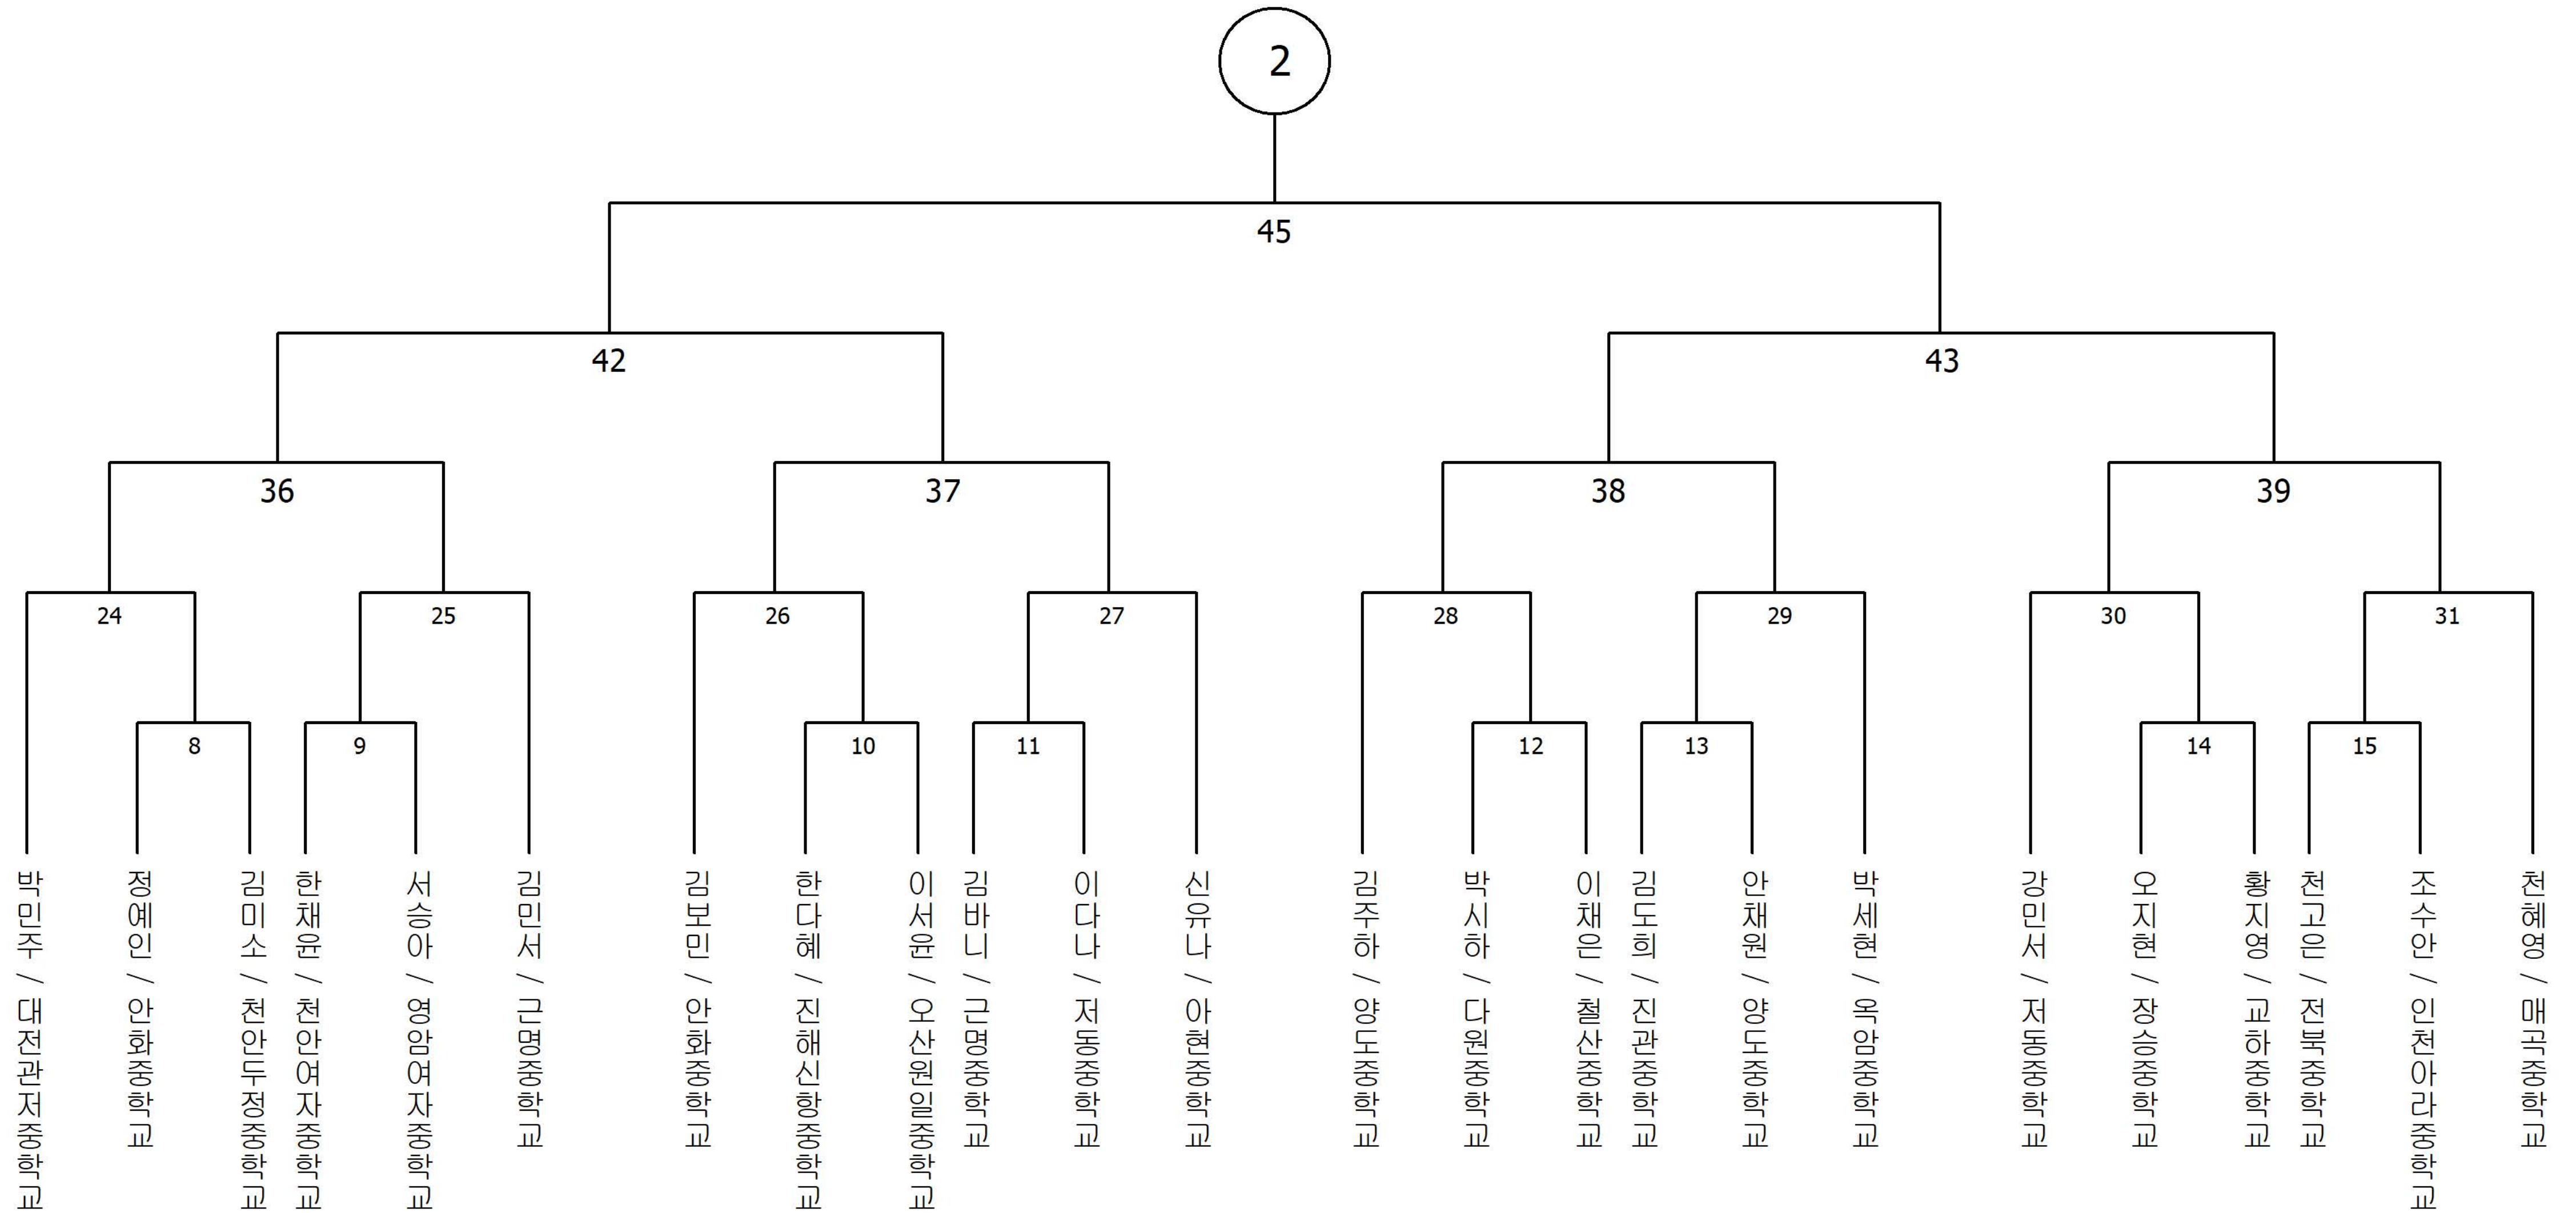 2
45
42
43
36
37
38
39
24
25
26
27
28
29
30
31
8
9
10
11
12
13
14
15
박민주 / 대전관저중학교
정예인 / 안화중학교
김미소 / 천안두정중학교
한채윤 / 천안여자중학교
서승아 / 영암여자중학교
김민서 / 근명중학교
김보민 / 안화중학교
한다혜 / 진해신항중학교
이서윤 / 오산원일중학교
김바니 / 근명중학교
이다나 / 저동중학교
신유나 / 아현중학교
김주하 / 양도중학교
박시하 / 다원중학교
이채은 / 철산중학교
김도희 / 진관중학교
안채원 / 양도중학교
박세현 / 옥암중학교
강민서 / 저동중학교
오지현 / 장승중학교
황지영 / 교하중학교
천고은 / 전북중학교
조수안 / 인천아라중학교
천혜영 / 매곡중학교